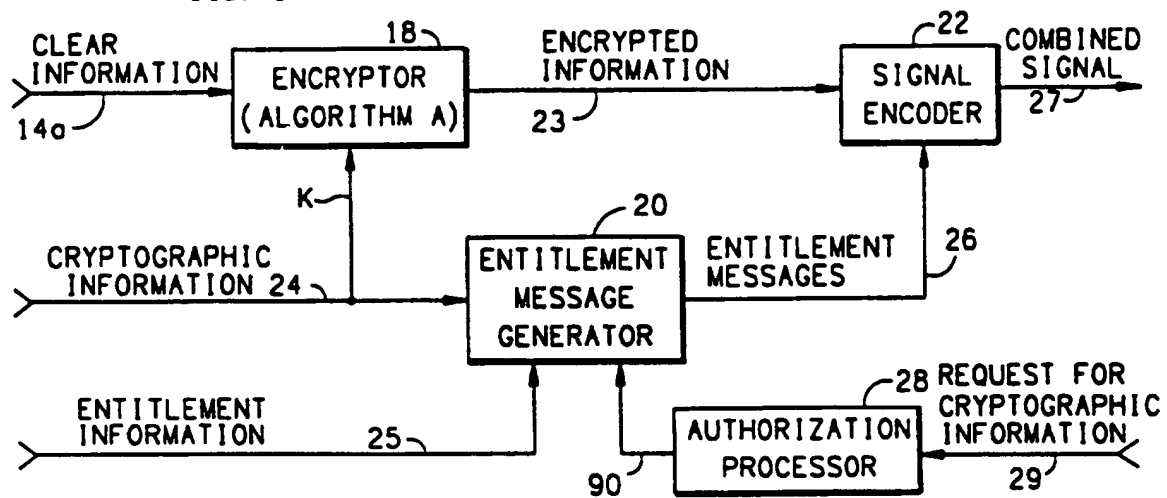 CLEAR
INFORMATION
14a
18
ENCRYPTOR
(ALGORITHM A)
ENCRYPTED
INFORMATION
23
22
SIGNAL
ENCODER
COMBINED
SIGNAL
27
K
CRYPTOGRAPHIC
INFORMATION 24
20
ENTITLEMENT
MESSAGE
GENERATOR
ENTITLEMENT
MESSAGES
26
ENTITLEMENT
INFORMATION
25
90
28
AUTHORIZATION
PROCESSOR
REQUEST FOR
CRYPTOGRAPHIC
INFORMATION
29